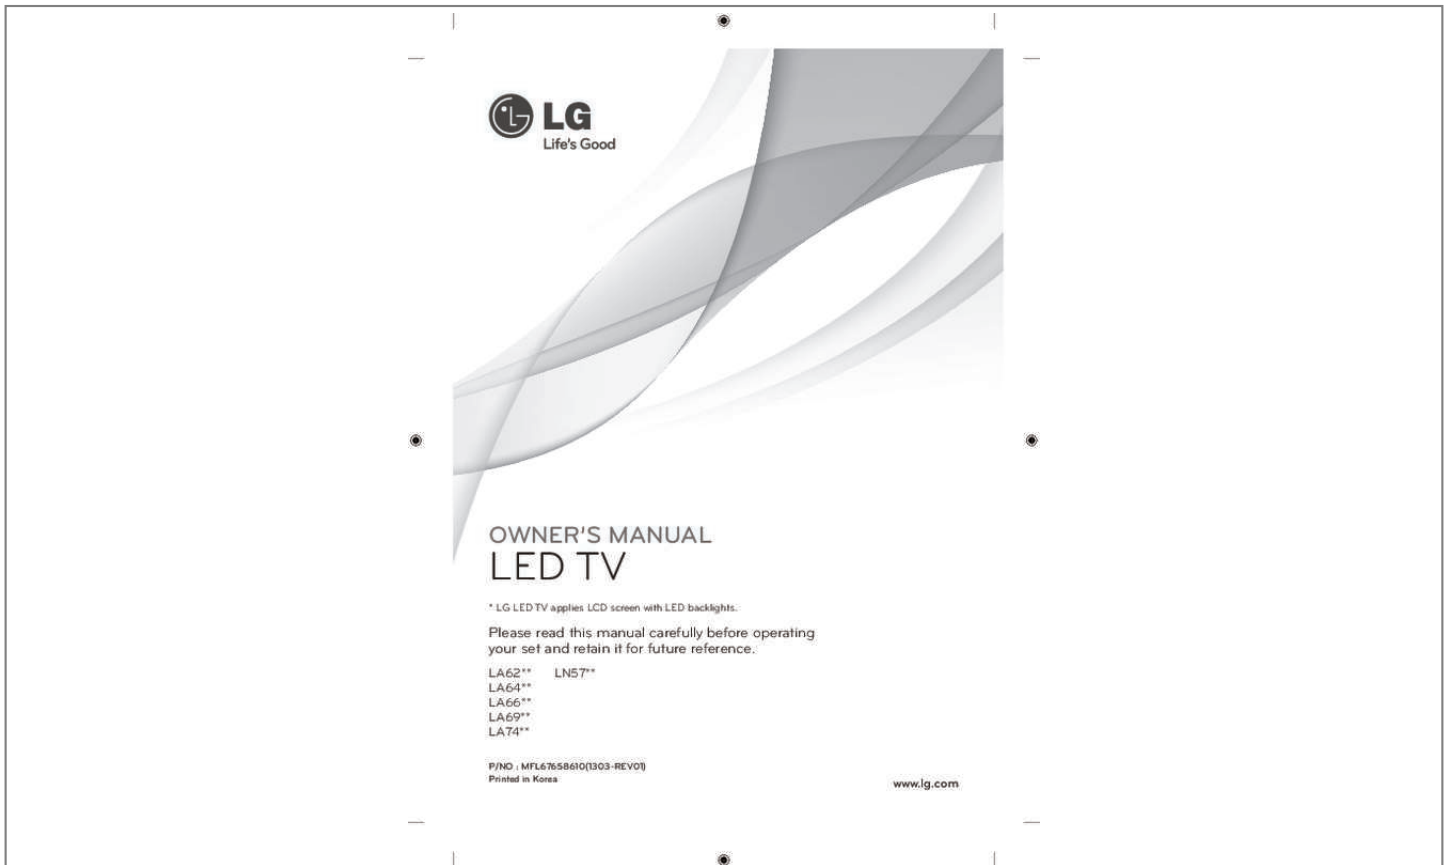 LG
Life's Good
OWNER'S MANUAL
LED TV
* LG LED TV applies LCD screen with LED backlights.
Please read this manual carefully before operating
your set and retain it for future reference.
LA62** LN57**
LA64**
LA66**
LA69**
LA74**
P/NO : MFL67658610(1303-REV01)
Printed in Korea
www.lg.com